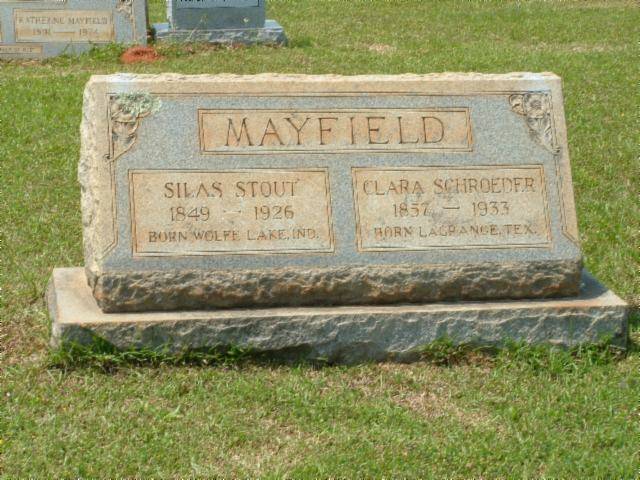 KATHERINE MAYFIELD
MAYFIELD
SILAS STOUT
1849 — 1926
BORN WOLFE LAKE, IND.
CLARA SCHROEDER
1857 — 1933
BORN LAGRANGE, TEX.